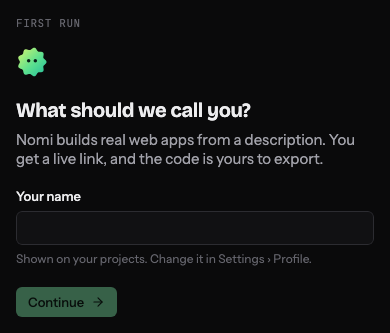 FIRST RUN
What should we call you?
Nomi builds real web apps from a description. You
get a live link, and the code is yours to export.
Your name
Shown on your projects. Change it in Settings › Profile.
Continue →